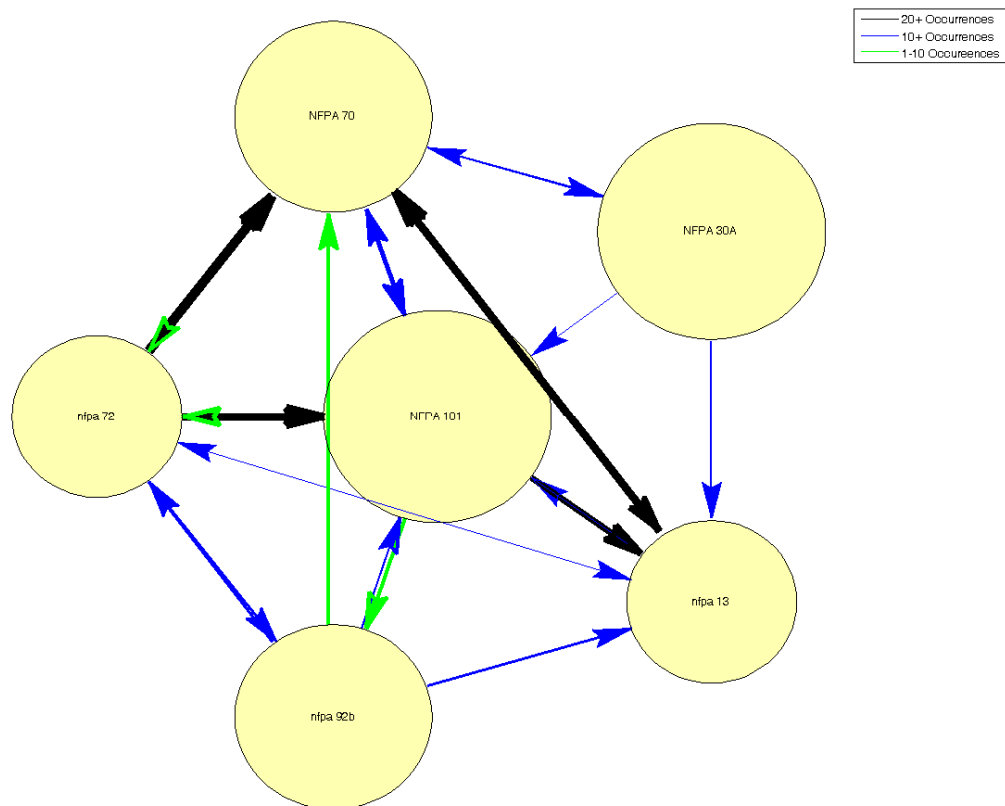 20+ Occurrences
10+ Occurrences
1-10 Occureences
NFPA 70
NFPA 30A
nfpa 72
NFPA 101
nfpa 13
nfpa 92b